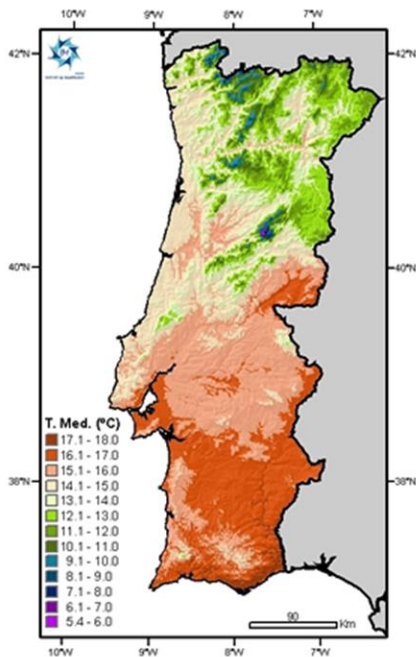 10°W 9°W 8°W 7°W
42°N 42°N
40°N 40°N
38°N 38°N
T. Med. (ºC)
17.1 - 18.0
16.1 - 17.0
15.1 - 16.0
14.1 - 15.0
13.1 - 14.0
12.1 - 13.0
11.1 - 12.0
10.1 - 11.0
9.1 - 10.0
8.1 - 9.0
7.1 - 8.0
6.1 - 7.0
5.4 - 6.0
90
Km
10°W 9°W 8°W 7°W